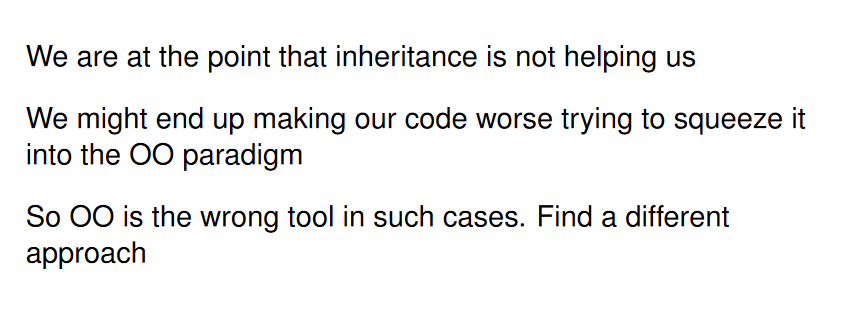 We are at the point that inheritance is not helping us
We might end up making our code worse trying to squeeze it
into the OO paradigm
So OO is the wrong tool in such cases. Find a different
approach